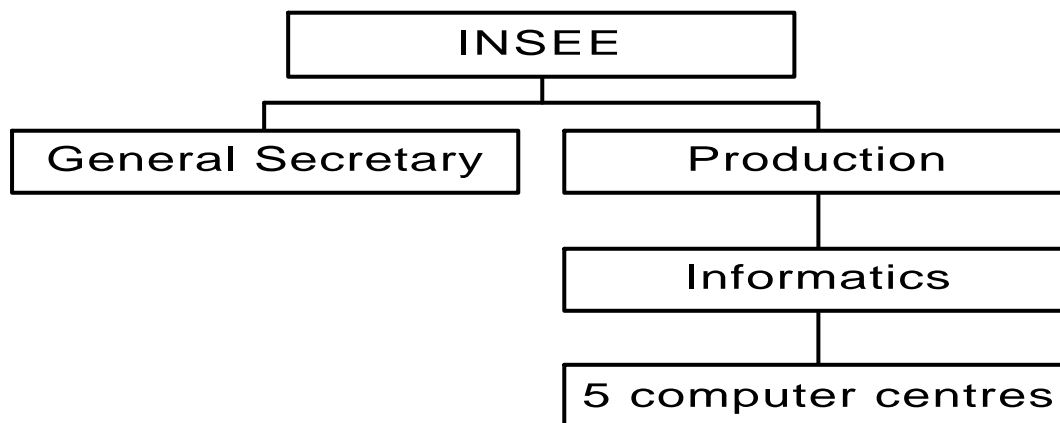 INSEE
General Secretary
Production
Informatics
5 computer centres